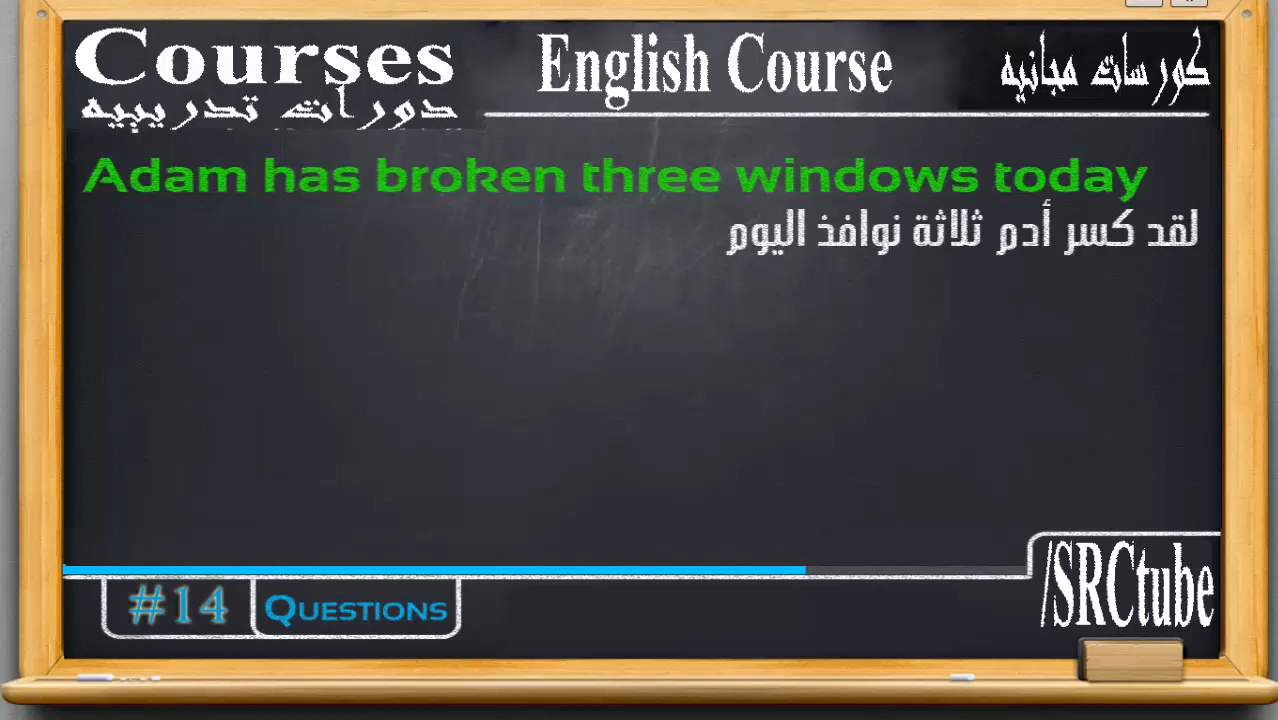 Courses
دورات تدريبيه
English Course
كورسات مجانيه
Adam has broken three windows today
لقد كسر أدم ثلاثة نوافذ اليوم
#14
QUESTIONS
/SRCtube